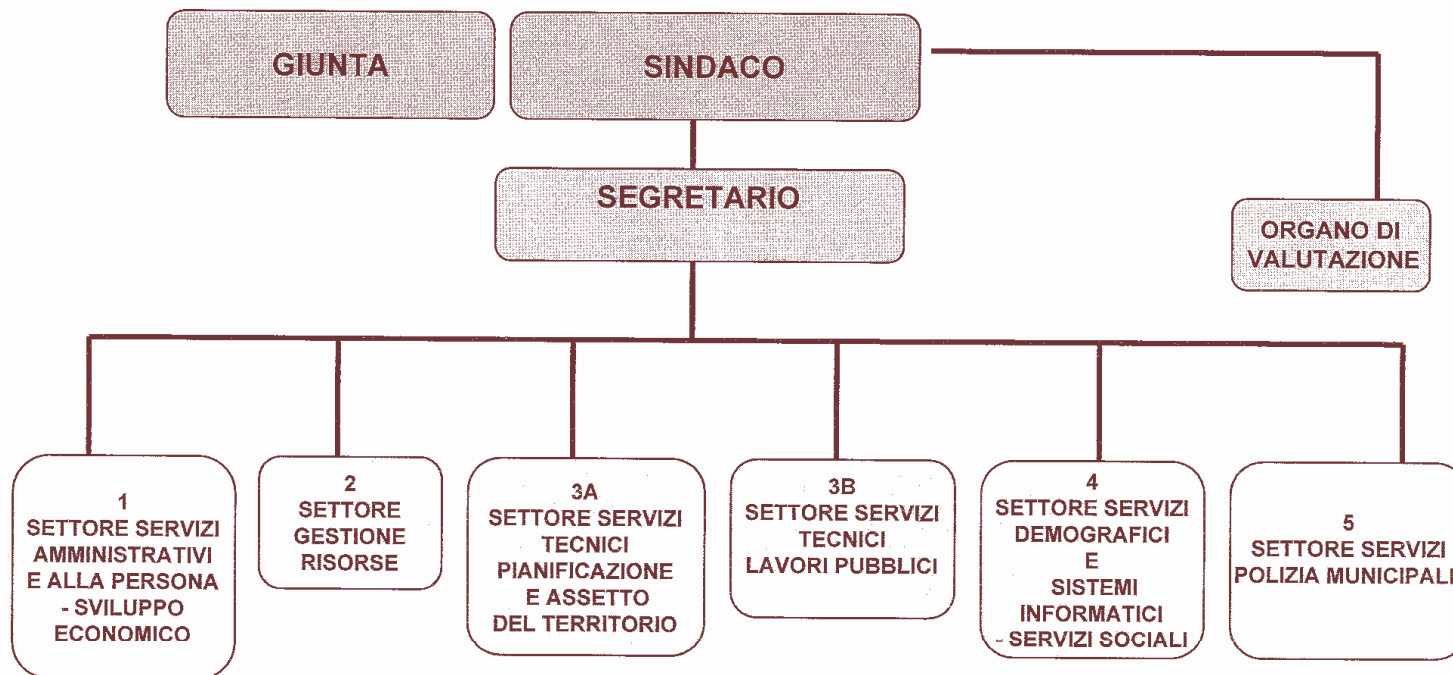 GIUNTA
SINDACO
SEGRETARIO
ORGANO DI
VALUTAZIONE
1
SETTORE SERVIZI
AMMINISTRATIVI
E ALLA PERSONA
- SVILUPPO
ECONOMICO
2
SETTORE
GESTIONE
RISORSE
3A
SETTORE SERVIZI
TECNICI
PIANIFICAZIONE
E ASSETTO
DEL TERRITORIO
3B
SETTORE SERVIZI
TECNICI
LAVORI PUBBLICI
4
SETTORE SERVIZI
DEMOGRAFICI
E
SISTEMI
INFORMATICI
- SERVIZI SOCIALI
5
SETTORE SERVIZI
POLIZIA MUNICIPALI